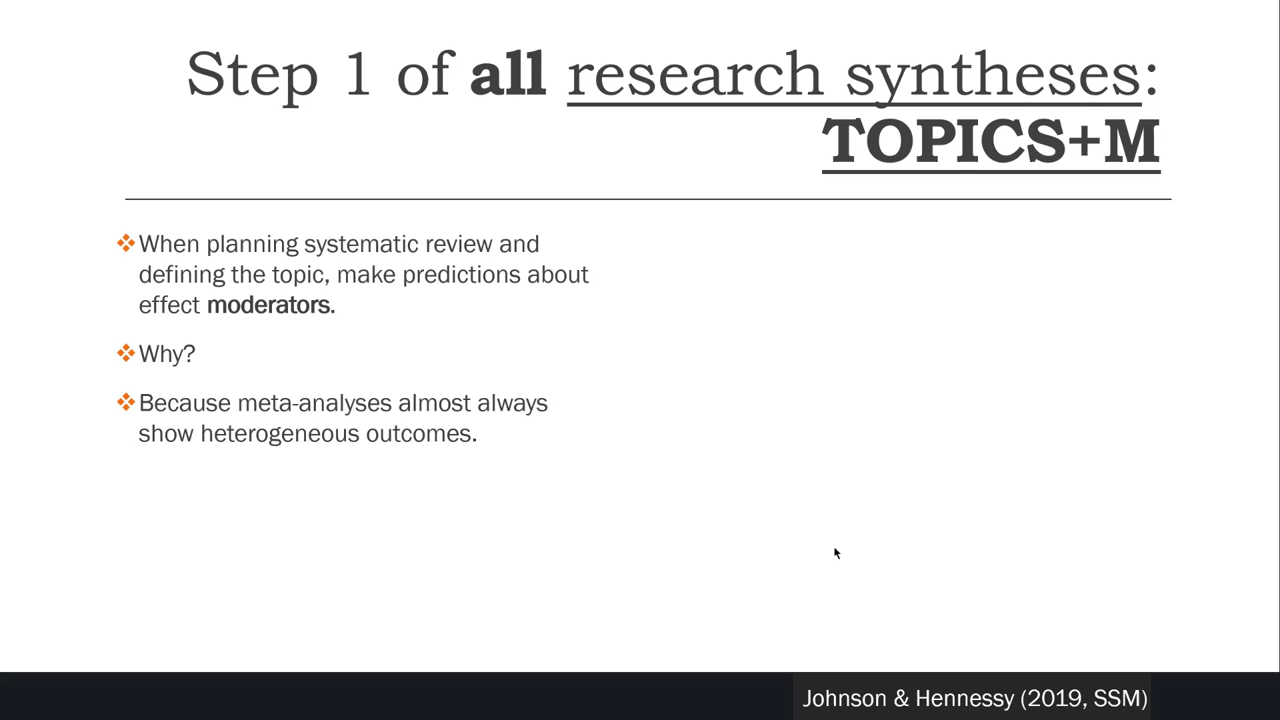 Step 1 of all research syntheses:
TOPICS+M
❖When planning systematic review and
defining the topic, make predictions about
effect moderators.
❖Why?
❖Because meta-analyses almost always
show heterogeneous outcomes.
Johnson & Hennessy (2019, SSM)